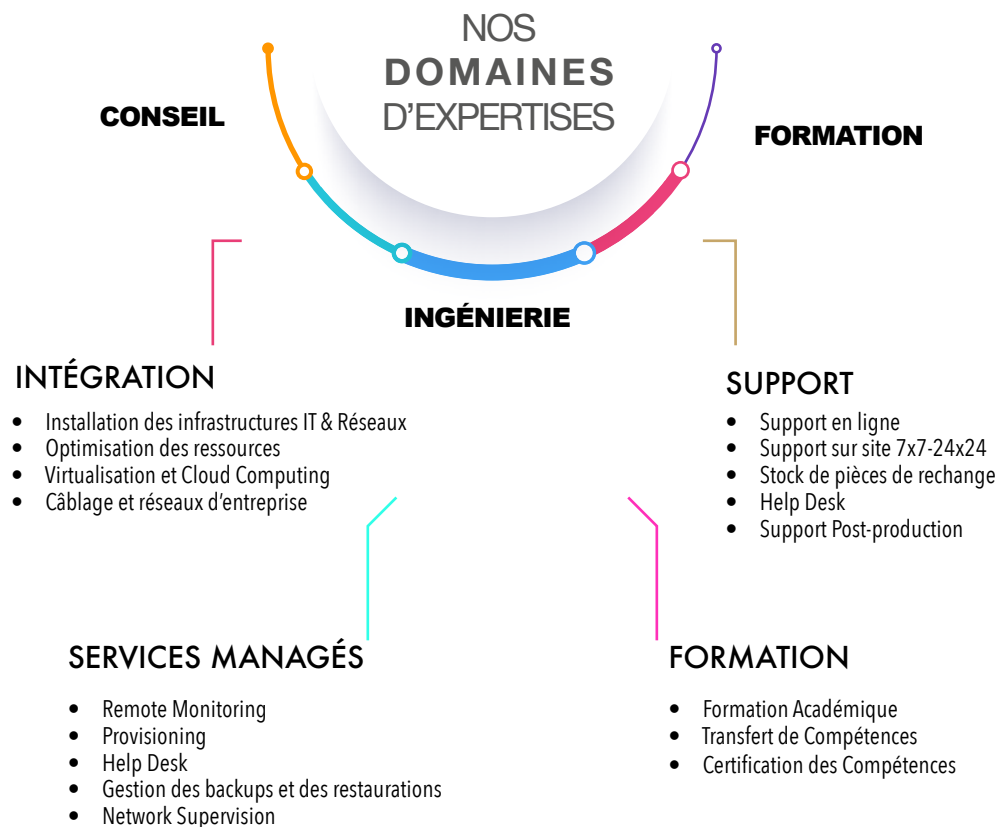 NOS
DOMAINES
D'EXPERTISES
CONSEIL
FORMATION
INGÉNIERIE
INTÉGRATION
• Installation des infrastructures IT & Réseaux
• Optimisation des ressources
• Virtualisation et Cloud Computing
• Câblage et réseaux d'entreprise
SUPPORT
• Support en ligne
• Support sur site 7x7-24x24
• Stock de pièces de rechange
• Help Desk
• Support Post-production
SERVICES MANAGÉS
• Remote Monitoring
• Provisioning
• Help Desk
• Gestion des backups et des restaurations
• Network Supervision
FORMATION
• Formation Académique
• Transfert de Compétences
• Certification des Compétences